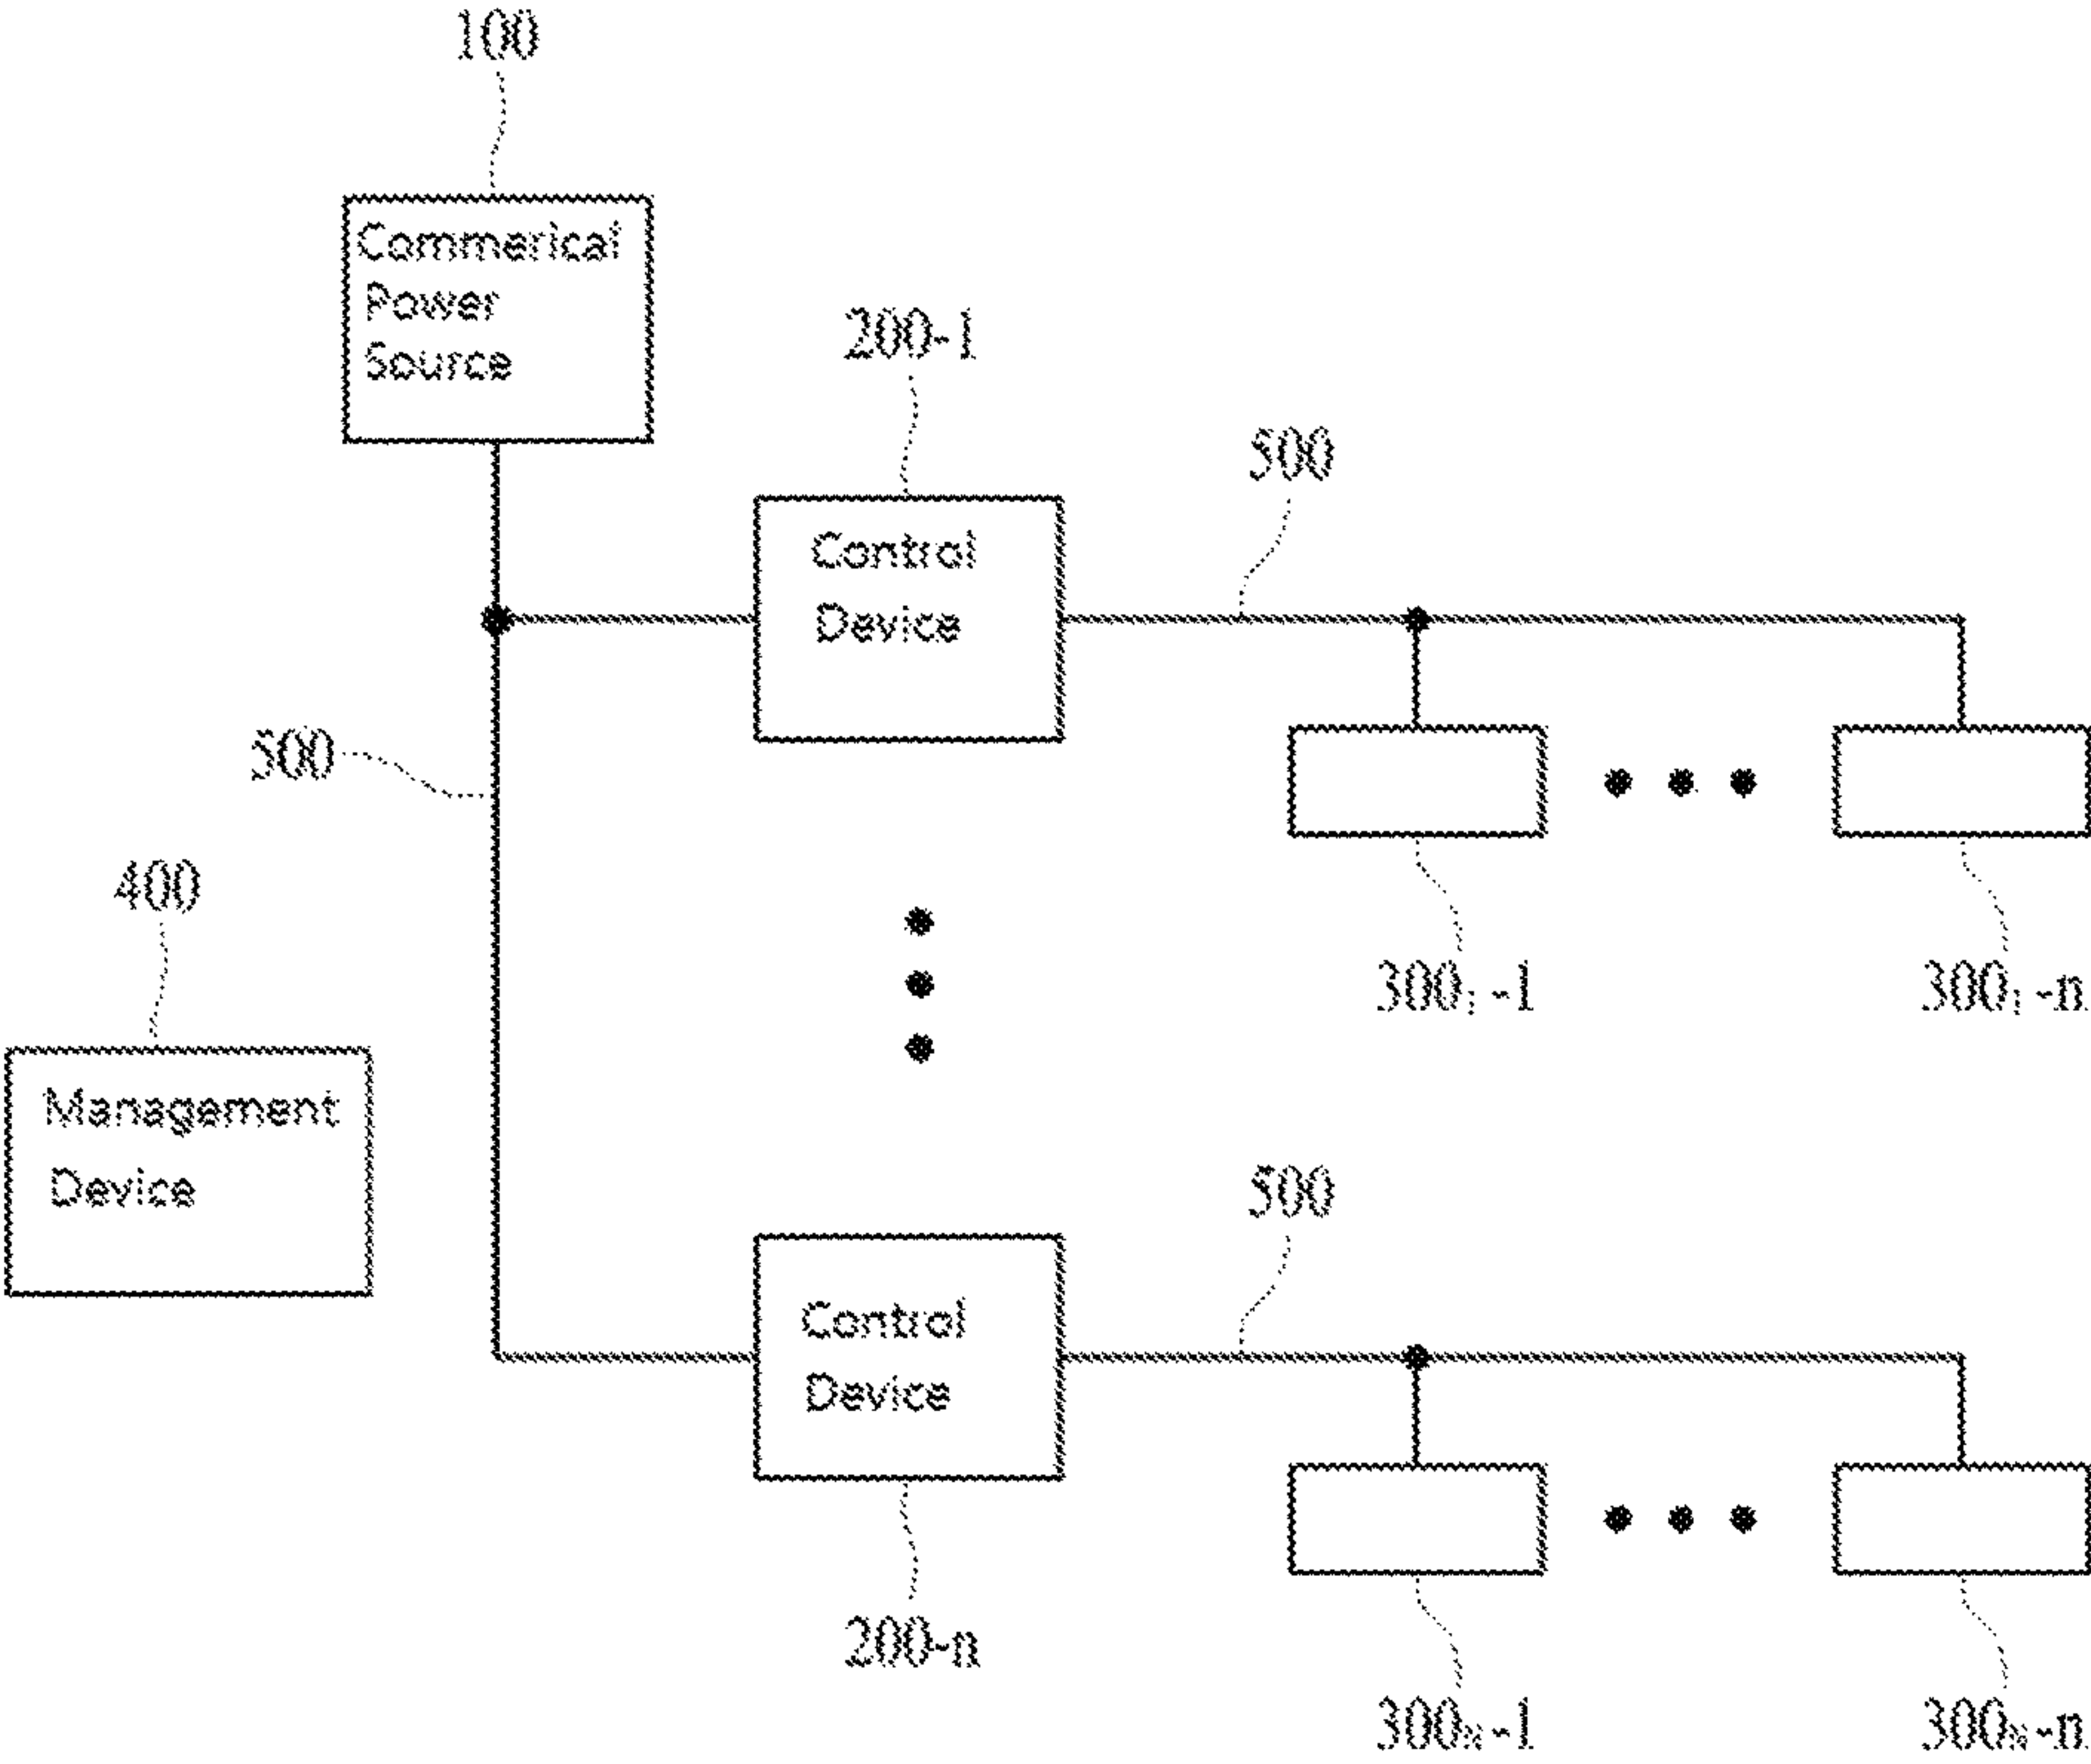 100
Commerical
Power
Source
200-1
500
Control
Device
500
400
300₁-1
300₁-n
Management
Device
500
Control
Device
200-n
300ₙ-1
300ₙ-n